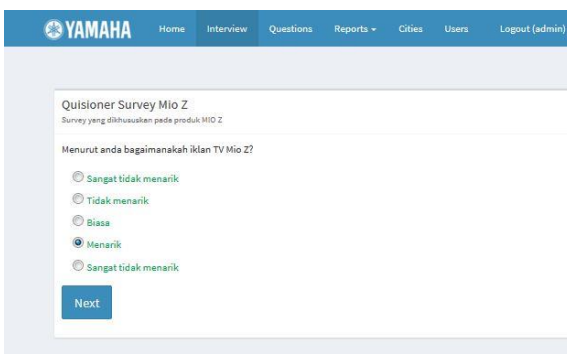 YAMAHA Home Interview Questions Reports Cities Users Logout (admin)
Quisioner Survey Mio Z
Survey yang dikhususkan pada produk MIO Z
Menurut anda bagaimanakah iklan TV Mio Z?
Sangat tidak menarik
Tidak menarik
Biasa
Menarik
Sangat tidak menarik
Next